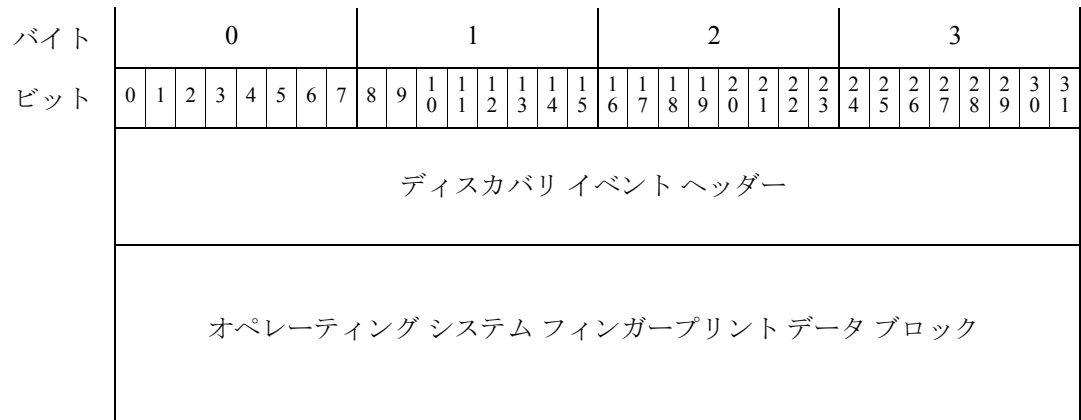 バイト 0 1 2 3
ビット 0 1 2 3 4 5 6 7 8 9 10 11 12 13 14 15 16 17 18 19 20 21 22 23 24 25 26 27 28 29 30 31
ディスカバリ イベント ヘッダー
オペレーティング システム フィンガープリント データ ブロック